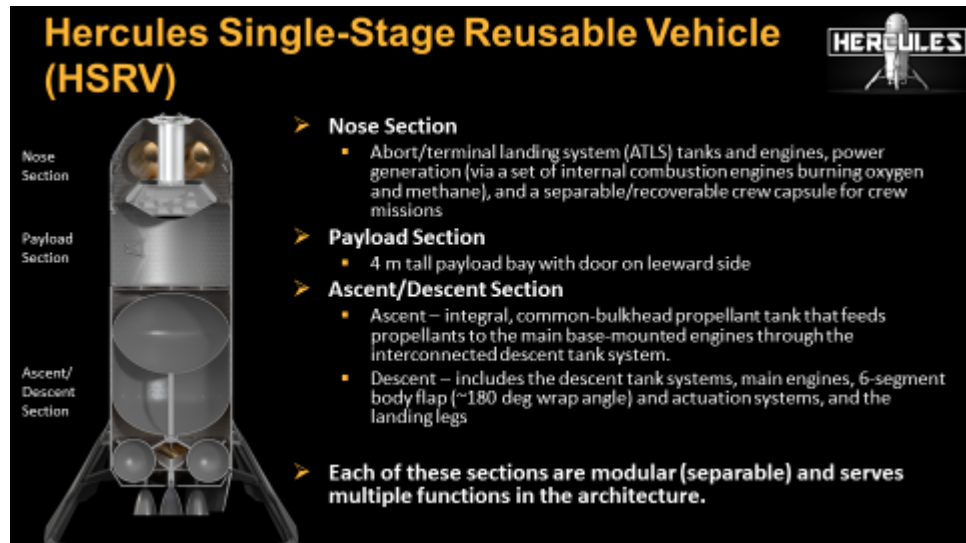 Hercules Single-Stage Reusable Vehicle
(HSRV)
HERCULES
Nose
Section
Payload
Section
Ascent/
Descent
Section
➤ Nose Section
▪ Abort/terminal landing system (ATLS) tanks and engines, power
generation (via a set of internal combustion engines burning oxygen
and methane), and a separable/recoverable crew capsule for crew
missions
➤ Payload Section
▪ 4 m tall payload bay with door on leeward side
➤ Ascent/Descent Section
▪ Ascent – integral, common-bulkhead propellant tank that feeds
propellants to the main base-mounted engines through the
interconnected descent tank system.
▪ Descent – includes the descent tank systems, main engines, 6-segment
body flap (~180 deg wrap angle) and actuation systems, and the
landing legs
➤ Each of these sections are modular (separable) and serves
multiple functions in the architecture.